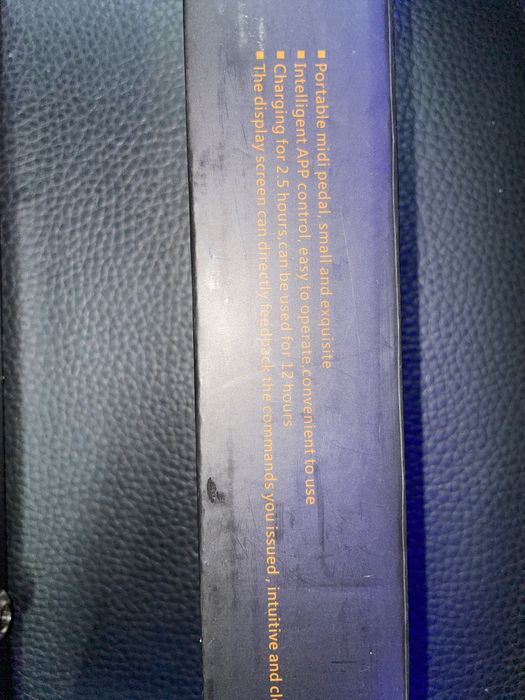 ▪ Portable midi pedal, small and exquisite
▪ Intelligent APP control, easy to operate,convenient to use
▪ Charging for 2.5 hours,can be used for 12 hours
▪ The display screen can directly feedback the commands you issued , intuitive and